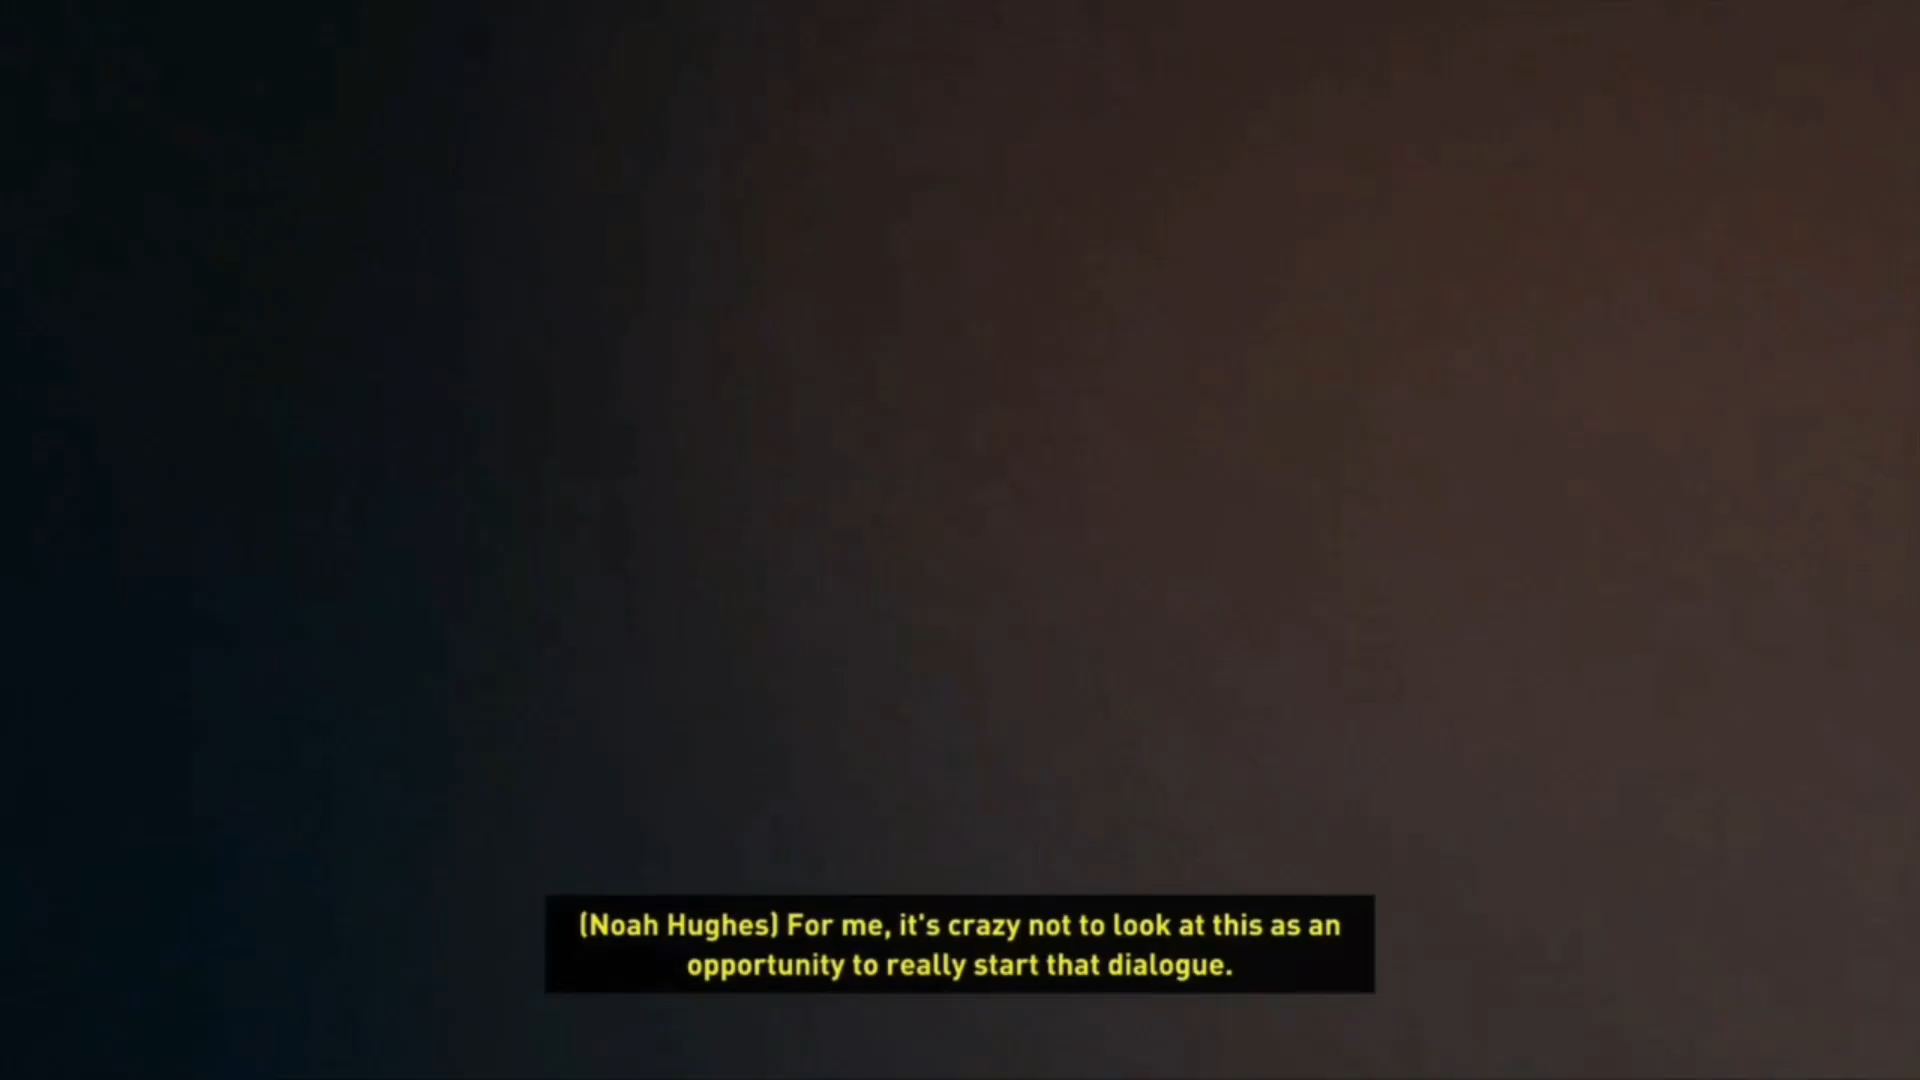 (Noah Hughes) For me, it's crazy not to look at this as an
opportunity to really start that dialogue.